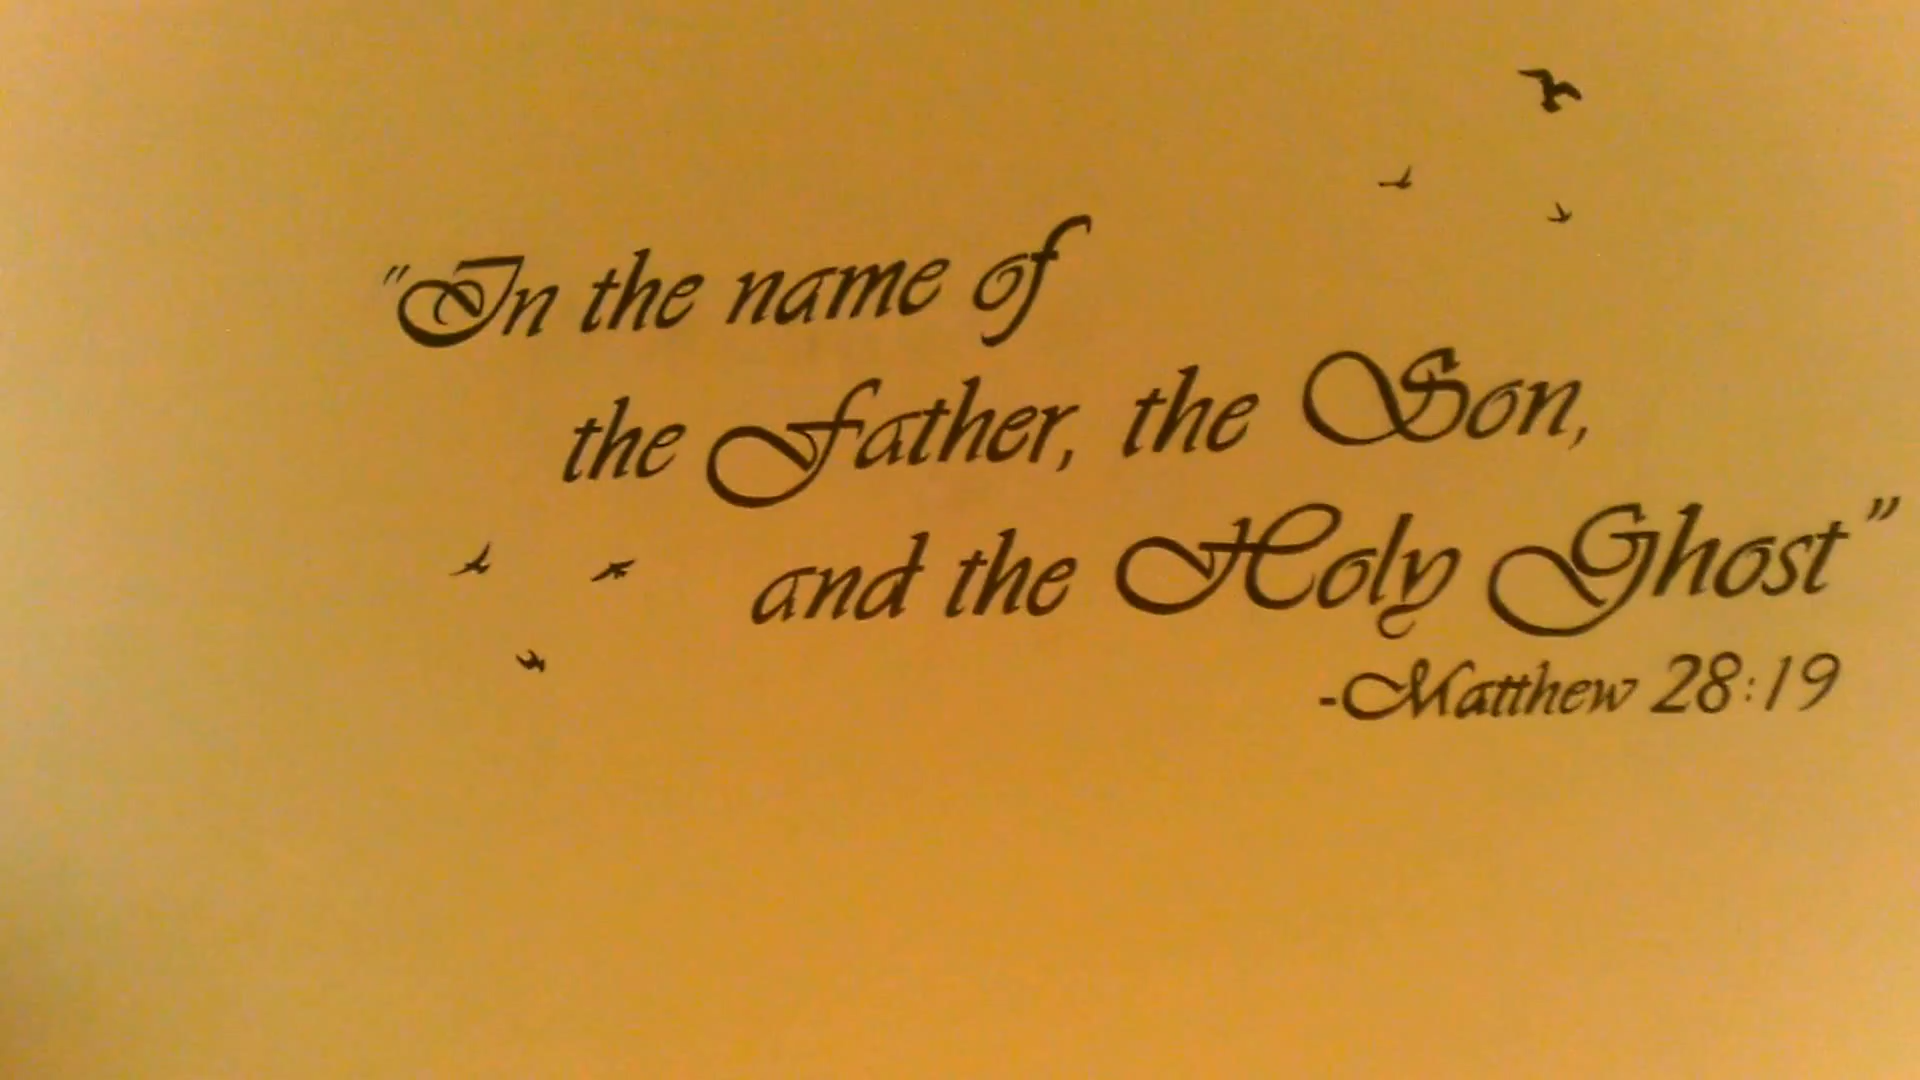 "In the name of
the Father, the Son,
and the Holy Ghost"
-Matthew 28:19